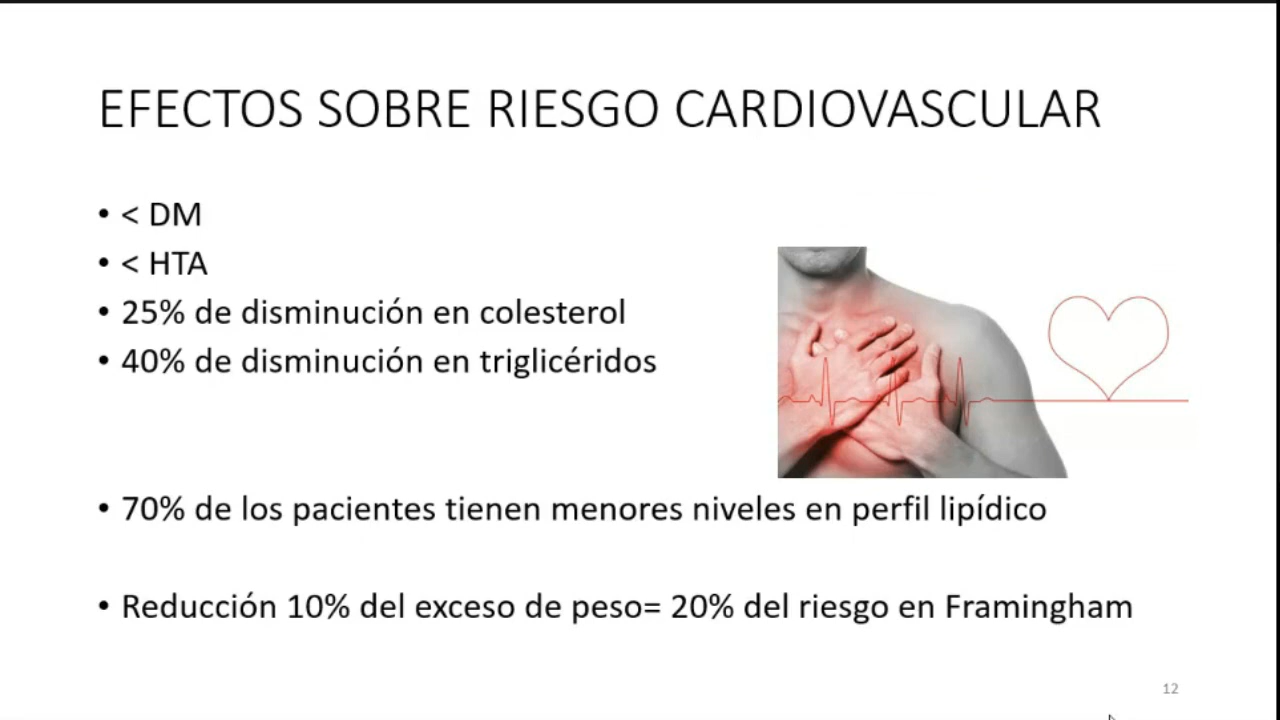 EFECTOS SOBRE RIESGO CARDIOVASCULAR
• < DM
• < HTA
• 25% de disminución en colesterol
• 40% de disminución en triglicéridos
• 70% de los pacientes tienen menores niveles en perfil lipídico
• Reducción 10% del exceso de peso= 20% del riesgo en Framingham
12